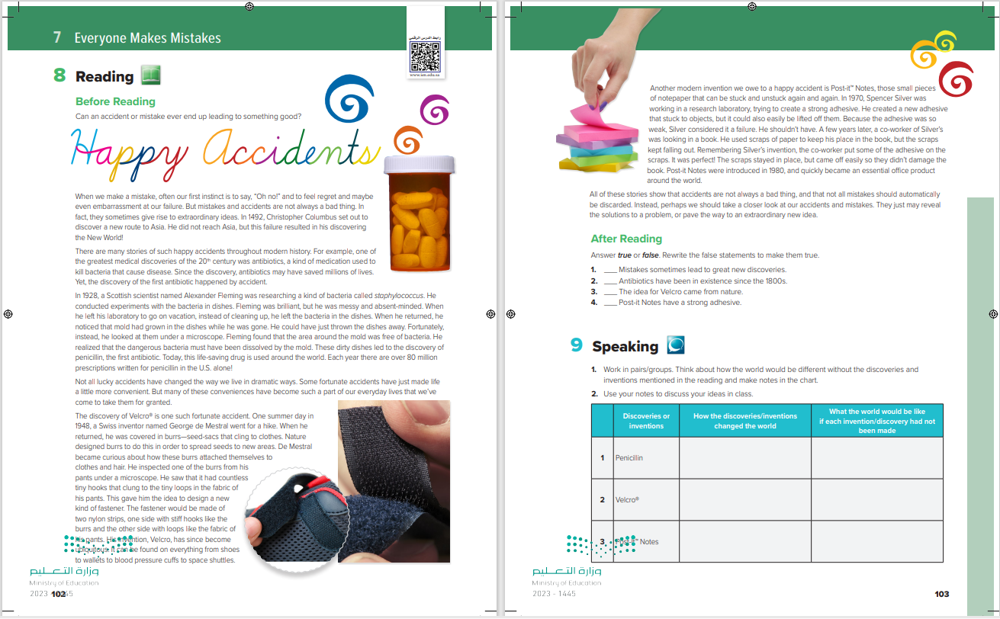 7 Everyone Makes Mistakes
رابط الدرس الرقمي
www.ien.edu.sa
8 Reading
Before Reading
Can an accident or mistake ever end up leading to something good?
Happy Accidents
When we make a mistake, often our first instinct is to say, “Oh no!” and to feel regret and maybe
even embarrassment at our failure. But mistakes and accidents are not always a bad thing. In
fact, they sometimes give rise to extraordinary ideas. In 1492, Christopher Columbus set out to
discover a new route to Asia. He did not reach Asia, but this failure resulted in his discovering
the New World!
There are many stories of such happy accidents throughout modern history. For example, one of
the greatest medical discoveries of the 20th century was antibiotics, a kind of medication used to
kill bacteria that cause disease. Since the discovery, antibiotics may have saved millions of lives.
Yet, the discovery of the first antibiotic happened by accident.
In 1928, a Scottish scientist named Alexander Fleming was researching a kind of bacteria called staphylococcus. He
conducted experiments with the bacteria in dishes. Fleming was brilliant, but he was messy and absent-minded. When
he left his laboratory to go on vacation, instead of cleaning up, he left the bacteria in the dishes. When he returned, he
noticed that mold had grown in the dishes while he was gone. He could have just thrown the dishes away. Fortunately,
instead, he looked at them under a microscope. Fleming found that the area around the mold was free of bacteria. He
realized that the dangerous bacteria must have been dissolved by the mold. These dirty dishes led to the discovery of
penicillin, the first antibiotic. Today, this life-saving drug is used around the world. Each year there are over 80 million
prescriptions written for penicillin in the U.S. alone!
Not all lucky accidents have changed the way we live in dramatic ways. Some fortunate accidents have just made life
a little more convenient. But many of these conveniences have become such a part of our everyday lives that we’ve
come to take them for granted.
The discovery of Velcro® is one such fortunate accident. One summer day in
1948, a Swiss inventor named George de Mestral went for a hike. When he
returned, he was covered in burrs—seed-sacs that cling to clothes. Nature
designed burrs to do this in order to spread seeds to new areas. De Mestral
became curious about how these burrs attached themselves to
clothes and hair. He inspected one of the burrs from his
pants under a microscope. He saw that it had countless
tiny hooks that clung to the tiny loops in the fabric of
his pants. This gave him the idea to design a new
kind of fastener. The fastener would be made of
two nylon strips, one side with stiff hooks like the
burrs and the other side with loops like the fabric of
his pants. His invention, Velcro, has since become
ubiquitous. It can be found on everything from shoes
to wallets to blood pressure cuffs to space shuttles.
وزارة التعليم
Ministry of Education
2023 - 1445
102
Another modern invention we owe to a happy accident is Post-it™ Notes, those small pieces
of notepaper that can be stuck and unstuck again and again. In 1970, Spencer Silver was
working in a research laboratory, trying to create a strong adhesive. He created a new adhesive
that stuck to objects, but it could also easily be lifted off them. Because the adhesive was so
weak, Silver considered it a failure. He shouldn’t have. A few years later, a co-worker of Silver’s
was looking in a book. He used scraps of paper to keep his place in the book, but the scraps
kept falling out. Remembering Silver’s invention, the co-worker put some of the adhesive on the
scraps. It was perfect! The scraps stayed in place, but came off easily so they didn’t damage the
book. Post-it Notes were introduced in 1980, and quickly became an essential office product
around the world.
All of these stories show that accidents are not always a bad thing, and that not all mistakes should automatically
be discarded. Instead, perhaps we should take a closer look at our accidents and mistakes. They just may reveal
the solutions to a problem, or pave the way to an extraordinary new idea.
After Reading
Answer true or false. Rewrite the false statements to make them true.
1. ___ Mistakes sometimes lead to great new discoveries.
2. ___ Antibiotics have been in existence since the 1800s.
3. ___ The idea for Velcro came from nature.
4. ___ Post-it Notes have a strong adhesive.
9 Speaking
1. Work in pairs/groups. Think about how the world would be different without the discoveries and
inventions mentioned in the reading and make notes in the chart.
2. Use your notes to discuss your ideas in class.
Discoveries or
inventions
How the discoveries/inventions
changed the world
What the world would be like
if each invention/discovery had not
been made
1 Penicillin
2 Velcro®
3 Post-it™ Notes
وزارة التعليم
Ministry of Education
2023 - 1445
103